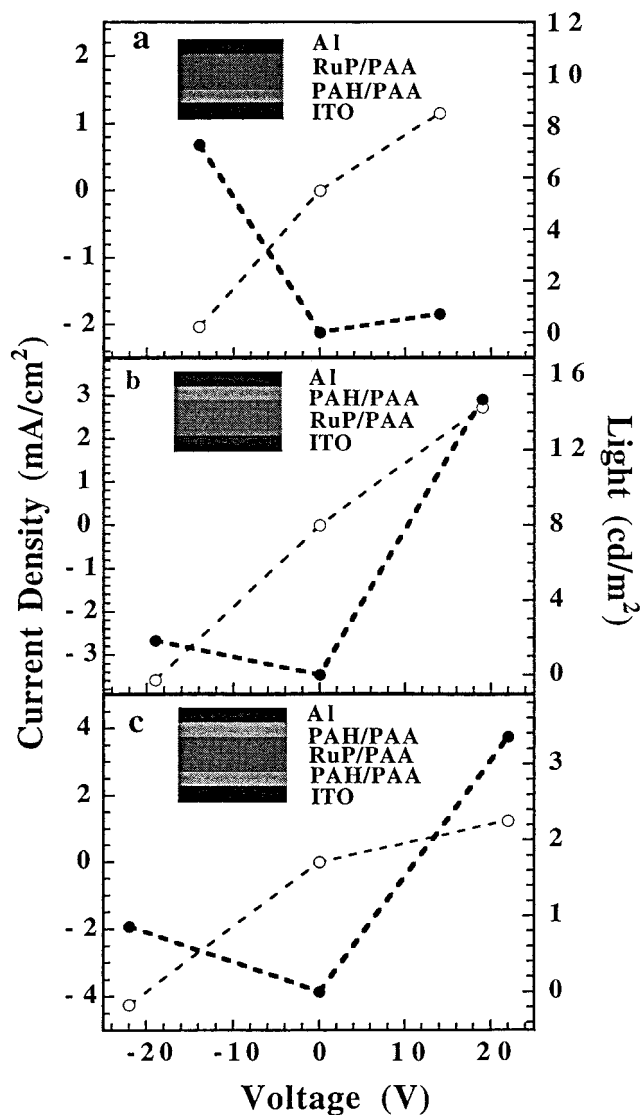 a
Al
RuP/PAA
PAH/PAA
ITO
2
1
0
- 1
- 2
12
10
8
6
4
2
0
b
Al
PAH/PAA
RuP/PAA
ITO
3
2
1
0
- 1
- 2
- 3
16
12
8
4
0
c
Al
PAH/PAA
RuP/PAA
PAH/PAA
ITO
4
2
0
- 2
- 4
3
2
1
0
Current Density (mA/cm²)
Light (cd/m²)
-20 -10 0 10 20
Voltage (V)